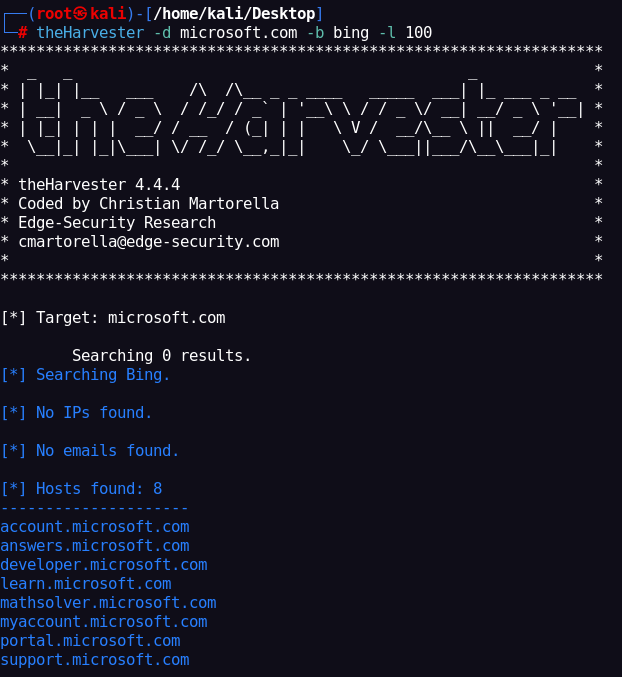 ┌──(root㉿kali)-[/home/kali/Desktop]
└─# theHarvester -d microsoft.com -b bing -l 100
*******************************************************************
*  _   _                                            _             *
* | |_| |__   ___    /\  /\__ _ _ ____   _____  ___| |_ ___ _ __  *
* | __|  _ \ / _ \  / /_/ / _` | '__\ \ / / _ \/ __| __/ _ \ '__| *
* | |_| | | |  __/ / __  / (_| | |   \ V /  __/\__ \ ||  __/ |    *
*  \__|_| |_|\___| \/ /_/ \__,_|_|    \_/ \___||___/\__\___|_|    *
*                                                                 *
* theHarvester 4.4.4                                              *
* Coded by Christian Martorella                                   *
* Edge-Security Research                                          *
* cmartorella@edge-security.com                                   *
*                                                                 *
*******************************************************************
[*] Target: microsoft.com
Searching 0 results.
[*] Searching Bing.
[*] No IPs found.
[*] No emails found.
[*] Hosts found: 8
---------------------
account.microsoft.com
answers.microsoft.com
developer.microsoft.com
learn.microsoft.com
mathsolver.microsoft.com
myaccount.microsoft.com
portal.microsoft.com
support.microsoft.com